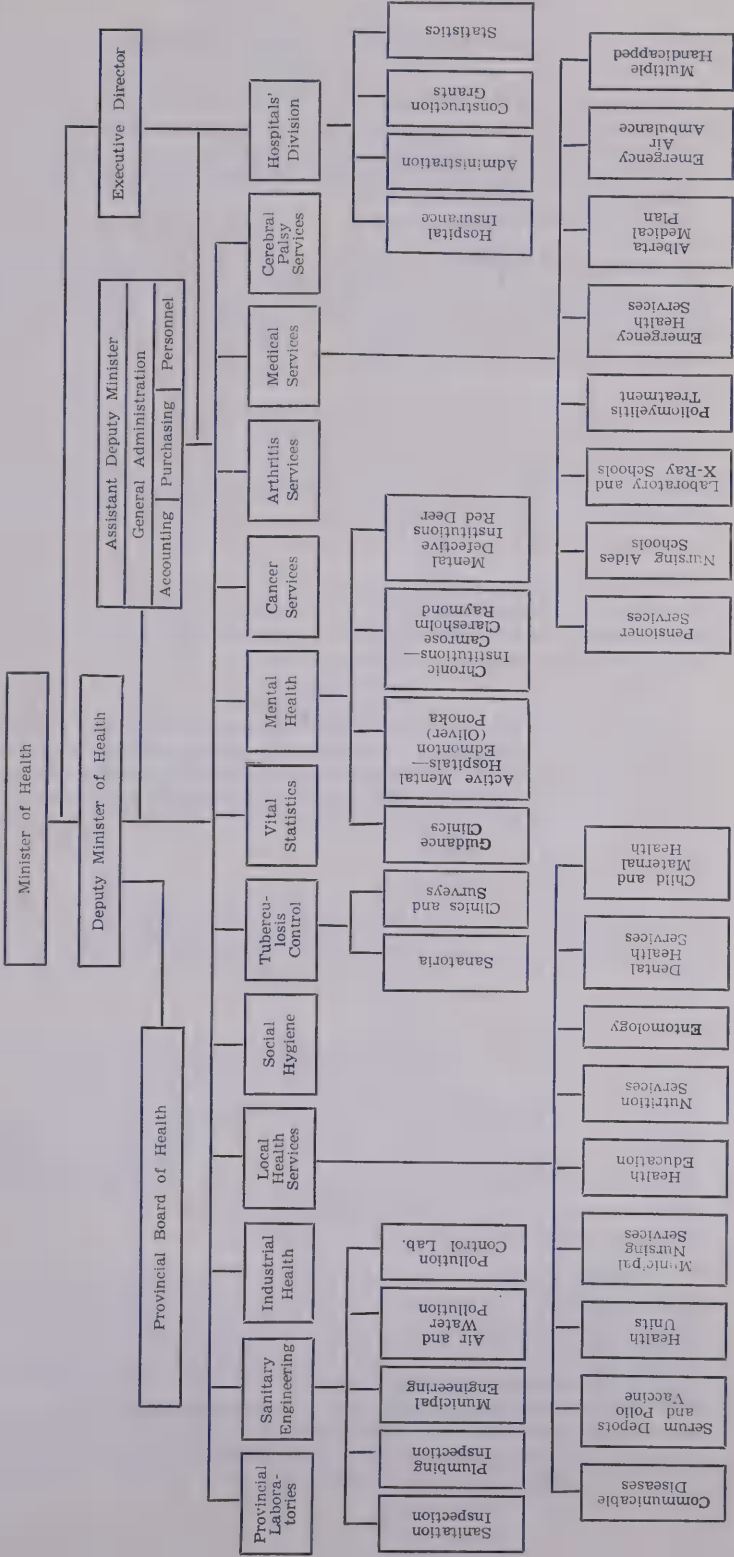 Minister of Health
Deputy Minister of Health
Executive Director
Provincial Board of Health
Assistant Deputy Minister
General Administration
Accounting Purchasing Personnel
Provincial
Labora-
tories
Sanitary
Engineering
Industrial
Health
Local
Health
Services
Social
Hygiene
Tubercu-
losis
Control
Vital
Statistics
Mental
Health
Cancer
Services
Arthritis
Services
Medical
Services
Cerebral
Palsy
Services
Hospitals'
Division
Sanitation
Inspection
Plumbing
Inspection
Municipal
Engineering
Air and
Water
Pollution
Pollution
Control Lab.
Sanatoria
Clinics and
Surveys
Guidance
Clinics
Active Mental
Hospitals—
Edmonton
(Oliver)
Ponoka
Chronic
Institutions—
Camrose
Claresholm
Raymond
Mental
Defective
Institutions
Red Deer
Hospital
Insurance
Administration
Construction
Grants
Statistics
Communicable
Diseases
Serum Depots
and Polio
Vaccine
Health
Units
Municipal
Nursing
Services
Health
Education
Nutrition
Services
Entomology
Dental
Health
Services
Child and
Maternal
Health
Pensioner
Services
Nursing Aides
Schools
Laboratory and
X-Ray Schools
Poliomyelitis
Treatment
Emergency
Health
Services
Alberta
Medical
Plan
Emergency
Air
Ambulance
Multiple
Handicapped